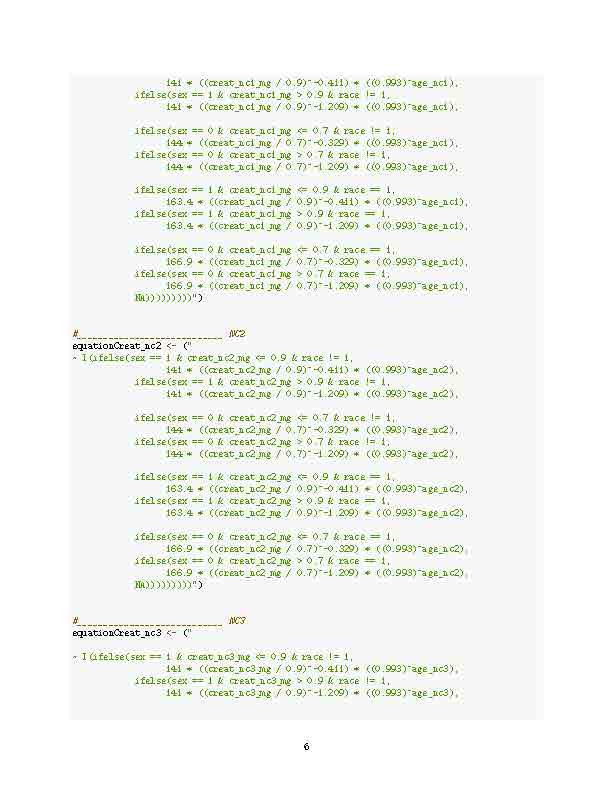 141 * ((creat_nc1_mg / 0.9)^-0.411) * ((0.993)^age_nc1),
ifelse(sex == 1 & creat_nc1_mg > 0.9 & race != 1,
141 * ((creat_nc1_mg / 0.9)^-1.209) * ((0.993)^age_nc1),
ifelse(sex == 0 & creat_nc1_mg <= 0.7 & race != 1,
144 * ((creat_nc1_mg / 0.7)^-0.329) * ((0.993)^age_nc1),
ifelse(sex == 0 & creat_nc1_mg > 0.7 & race != 1,
144 * ((creat_nc1_mg / 0.7)^-1.209) * ((0.993)^age_nc1),
ifelse(sex == 1 & creat_nc1_mg <= 0.9 & race == 1,
163.4 * ((creat_nc1_mg / 0.9)^-0.411) * ((0.993)^age_nc1),
ifelse(sex == 1 & creat_nc1_mg > 0.9 & race == 1,
163.4 * ((creat_nc1_mg / 0.9)^-1.209) * ((0.993)^age_nc1),
ifelse(sex == 0 & creat_nc1_mg <= 0.7 & race == 1,
166.9 * ((creat_nc1_mg / 0.7)^-0.329) * ((0.993)^age_nc1),
ifelse(sex == 0 & creat_nc1_mg > 0.7 & race == 1,
166.9 * ((creat_nc1_mg / 0.7)^-1.209) * ((0.993)^age_nc1),
NA)))))))))")
#____________________________ NC2
equationCreat_nc2 <- ("
~ I(ifelse(sex == 1 & creat_nc2_mg <= 0.9 & race != 1,
141 * ((creat_nc2_mg / 0.9)^-0.411) * ((0.993)^age_nc2),
ifelse(sex == 1 & creat_nc2_mg > 0.9 & race != 1,
141 * ((creat_nc2_mg / 0.9)^-1.209) * ((0.993)^age_nc2),
ifelse(sex == 0 & creat_nc2_mg <= 0.7 & race != 1,
144 * ((creat_nc2_mg / 0.7)^-0.329) * ((0.993)^age_nc2),
ifelse(sex == 0 & creat_nc2_mg > 0.7 & race != 1,
144 * ((creat_nc2_mg / 0.7)^-1.209) * ((0.993)^age_nc2),
ifelse(sex == 1 & creat_nc2_mg <= 0.9 & race == 1,
163.4 * ((creat_nc2_mg / 0.9)^-0.411) * ((0.993)^age_nc2),
ifelse(sex == 1 & creat_nc2_mg > 0.9 & race == 1,
163.4 * ((creat_nc2_mg / 0.9)^-1.209) * ((0.993)^age_nc2),
ifelse(sex == 0 & creat_nc2_mg <= 0.7 & race == 1,
166.9 * ((creat_nc2_mg / 0.7)^-0.329) * ((0.993)^age_nc2),
ifelse(sex == 0 & creat_nc2_mg > 0.7 & race == 1,
166.9 * ((creat_nc2_mg / 0.7)^-1.209) * ((0.993)^age_nc2),
NA)))))))))")
#____________________________ NC3
equationCreat_nc3 <- ("
~ I(ifelse(sex == 1 & creat_nc3_mg <= 0.9 & race != 1,
141 * ((creat_nc3_mg / 0.9)^-0.411) * ((0.993)^age_nc3),
ifelse(sex == 1 & creat_nc3_mg > 0.9 & race != 1,
141 * ((creat_nc3_mg / 0.9)^-1.209) * ((0.993)^age_nc3),
6